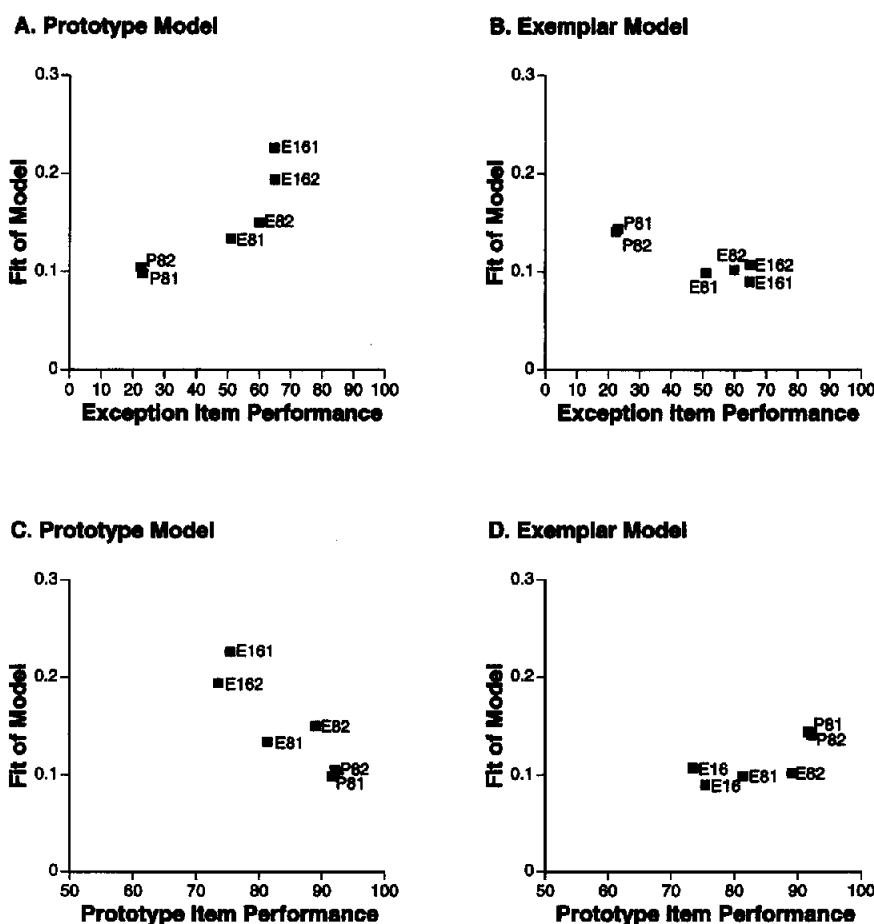 A. Prototype Model
0.3
0.2
0.1
0
Fit of Model
E161
E162
E82
E81
P82
P81
0 10 20 30 40 50 60 70 80 90 100
Exception Item Performance
B. Exemplar Model
0.3
0.2
0.1
0
Fit of Model
P81
P82
E82
E162
E81
E161
0 10 20 30 40 50 60 70 80 90 100
Exception Item Performance
C. Prototype Model
0.3
0.2
0.1
0
Fit of Model
E161
E162
E82
E81
P82
P81
50 60 70 80 90 100
Prototype Item Performance
D. Exemplar Model
0.3
0.2
0.1
0
Fit of Model
P81
P82
E16
E16
E81
E82
50 60 70 80 90 100
Prototype Item Performance